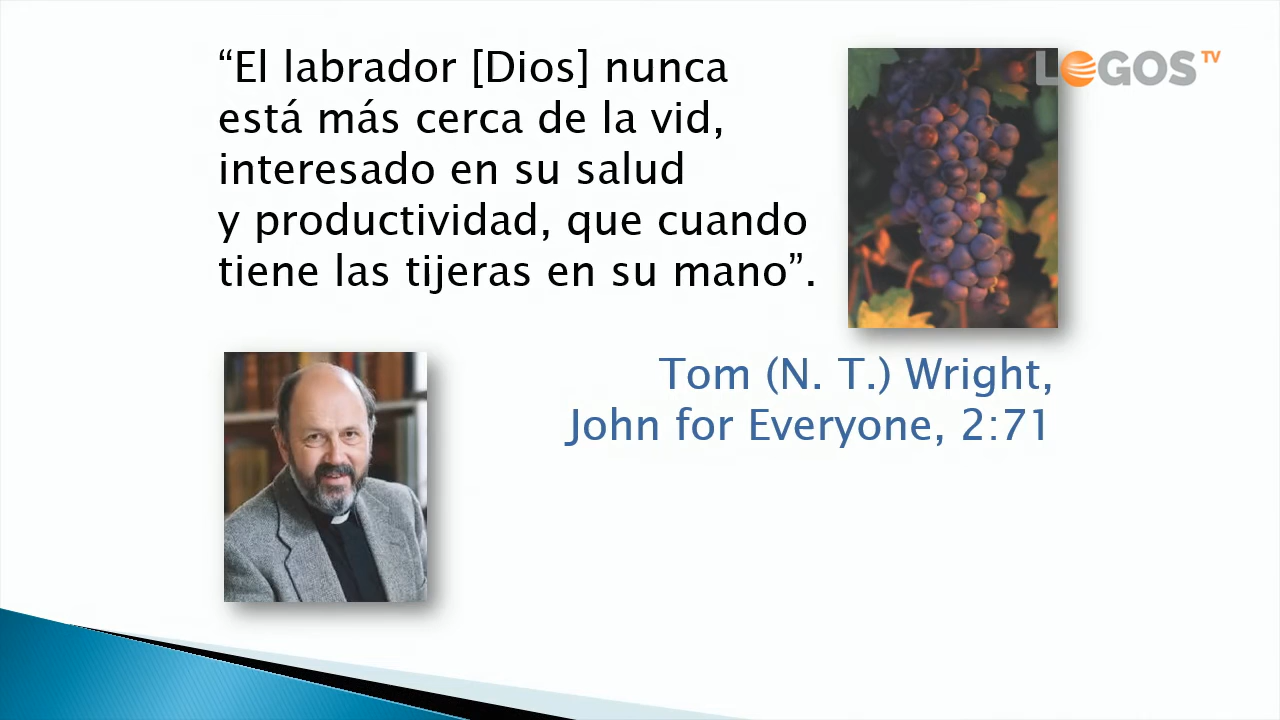 “El labrador [Dios] nunca
está más cerca de la vid,
interesado en su salud
y productividad, que cuando
tiene las tijeras en su mano”.
LOGOS TV
Tom (N. T.) Wright,
John for Everyone, 2:71